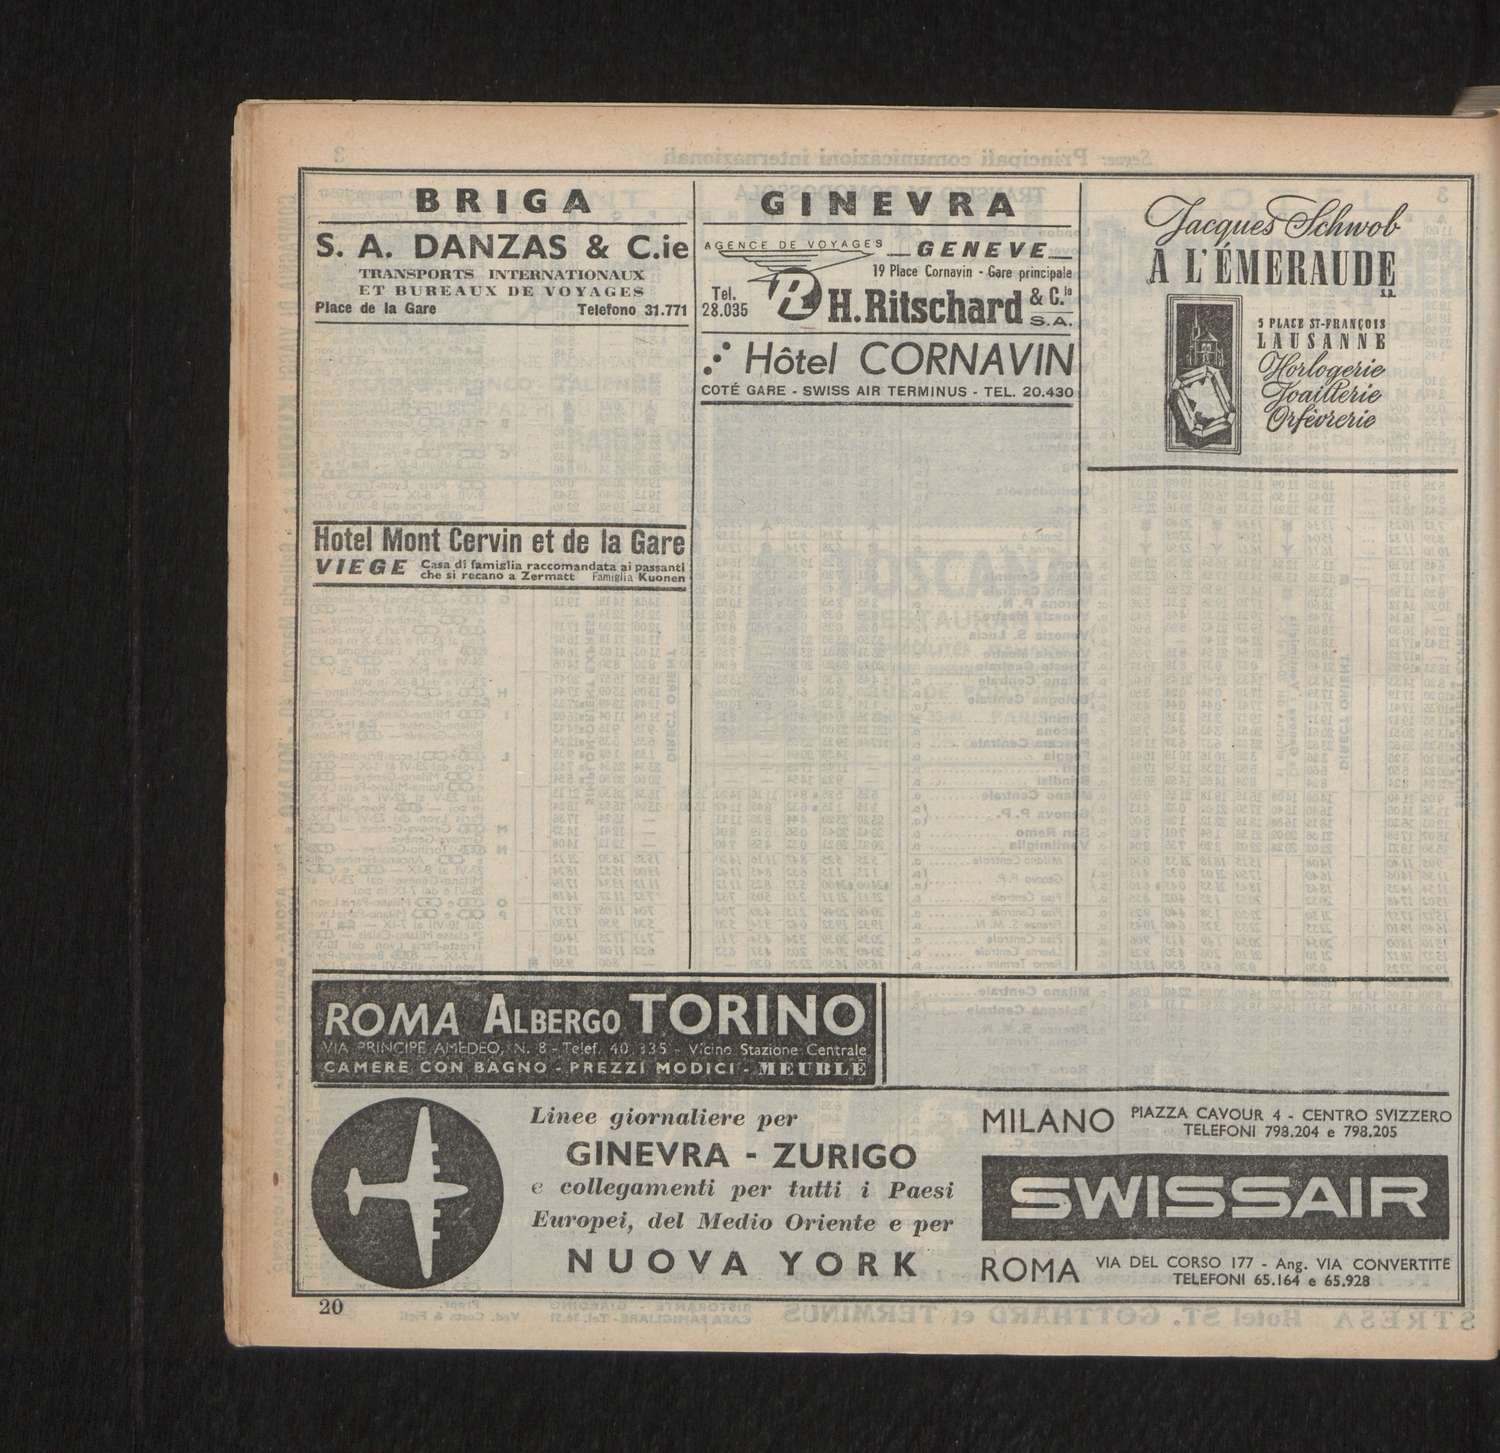 BRIGA
S. A. DANZAS & C.ie
TRANSPORTS INTERNATIONAUX
ET BUREAUX DE VOYAGES
Place de la Gare Telefono 31.771
Hotel Mont Cervin et de la Gare
VIEGE Casa di famiglia raccomandata ai passanti
che si recano a Zermatt Famiglia Kuonen
GINEVRA
AGENCE DE VOYAGES GENEVE
19 Place Cornavin - Gare principale
Tel.
28.035
R H. Ritschard & C.ie
S.A.
Hôtel CORNAVIN
COTÉ GARE - SWISS AIR TERMINUS - TEL. 20.430
Jacques Schwob
A L'ÉMERAUDE
S.A.
5 PLACE ST-FRANÇOIS
LAUSANNE
Horlogerie
Joaillerie
Orfèvrerie
ROMA ALBERGO TORINO
VIA PRINCIPE AMEDEO, N. 8 - Telef. 40 335 - Vicino Stazione Centrale
CAMERE CON BAGNO - PREZZI MODICI - MEUBLÉ
Linee giornaliere per
GINEVRA - ZURIGO
e collegamenti per tutti i Paesi
Europei, del Medio Oriente e per
NUOVA YORK
MILANO PIAZZA CAVOUR 4 - CENTRO SVIZZERO
TELEFONI 798.204 e 798.205
SWISSAIR
ROMA VIA DEL CORSO 177 - Ang. VIA CONVERTITE
TELEFONI 65.164 e 65.928
20